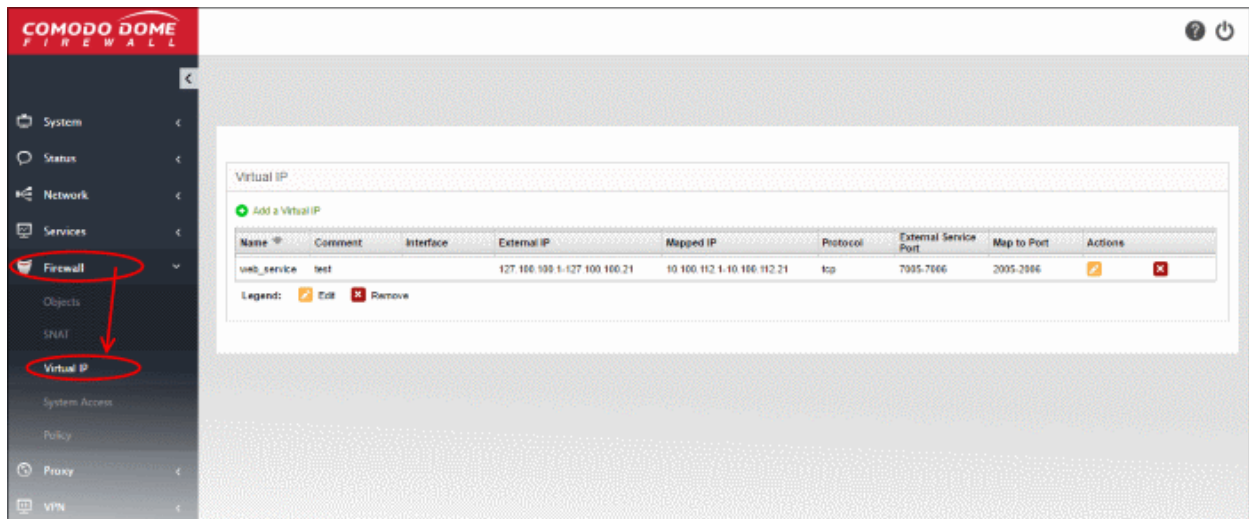 COMODO DOME
FIREWALL
System
Status
Network
Services
Firewall
Objects
SNAT
Virtual IP
System Access
Policy
Proxy
VPN
Virtual IP
Add a Virtual IP
Name Comment Interface External IP Mapped IP Protocol External Service Port Map to Port Actions
web_service test 127.100.100.1-127.100.100.21 10.100.112.1-10.100.112.21 tcp 7005-7006 2005-2006
Legend: Edit Remove